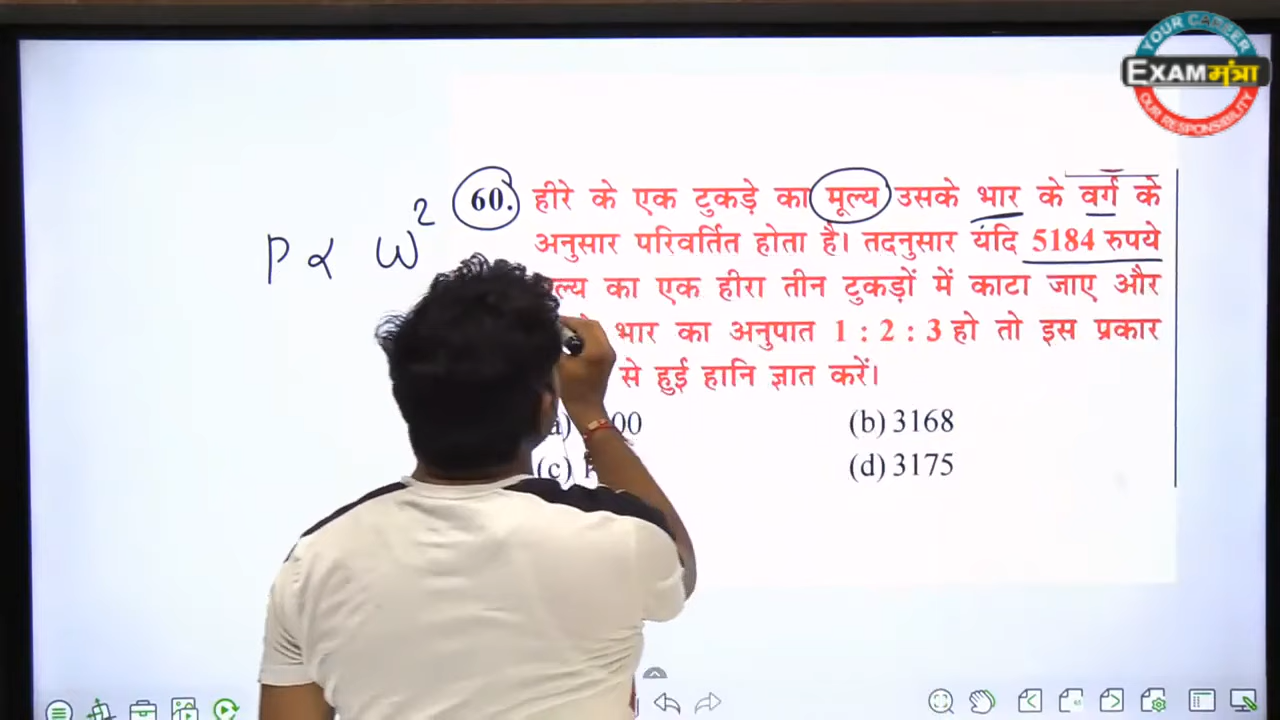 YOUR CAREER
EXAMमंत्रा
OUR RESPONSIBILITY
60. हीरे के एक टुकड़े का मूल्य उसके भार के वर्ग के
P ∝ W²
अनुसार परिवर्तित होता है। तदनुसार यदि 5184 रुपये
का एक हीरा तीन टुकड़ों में काटा जाए और
भार का अनुपात 1 : 2 : 3 हो तो इस प्रकार
से हुई हानि ज्ञात करें।
(b) 3168
(c)
(d) 3175